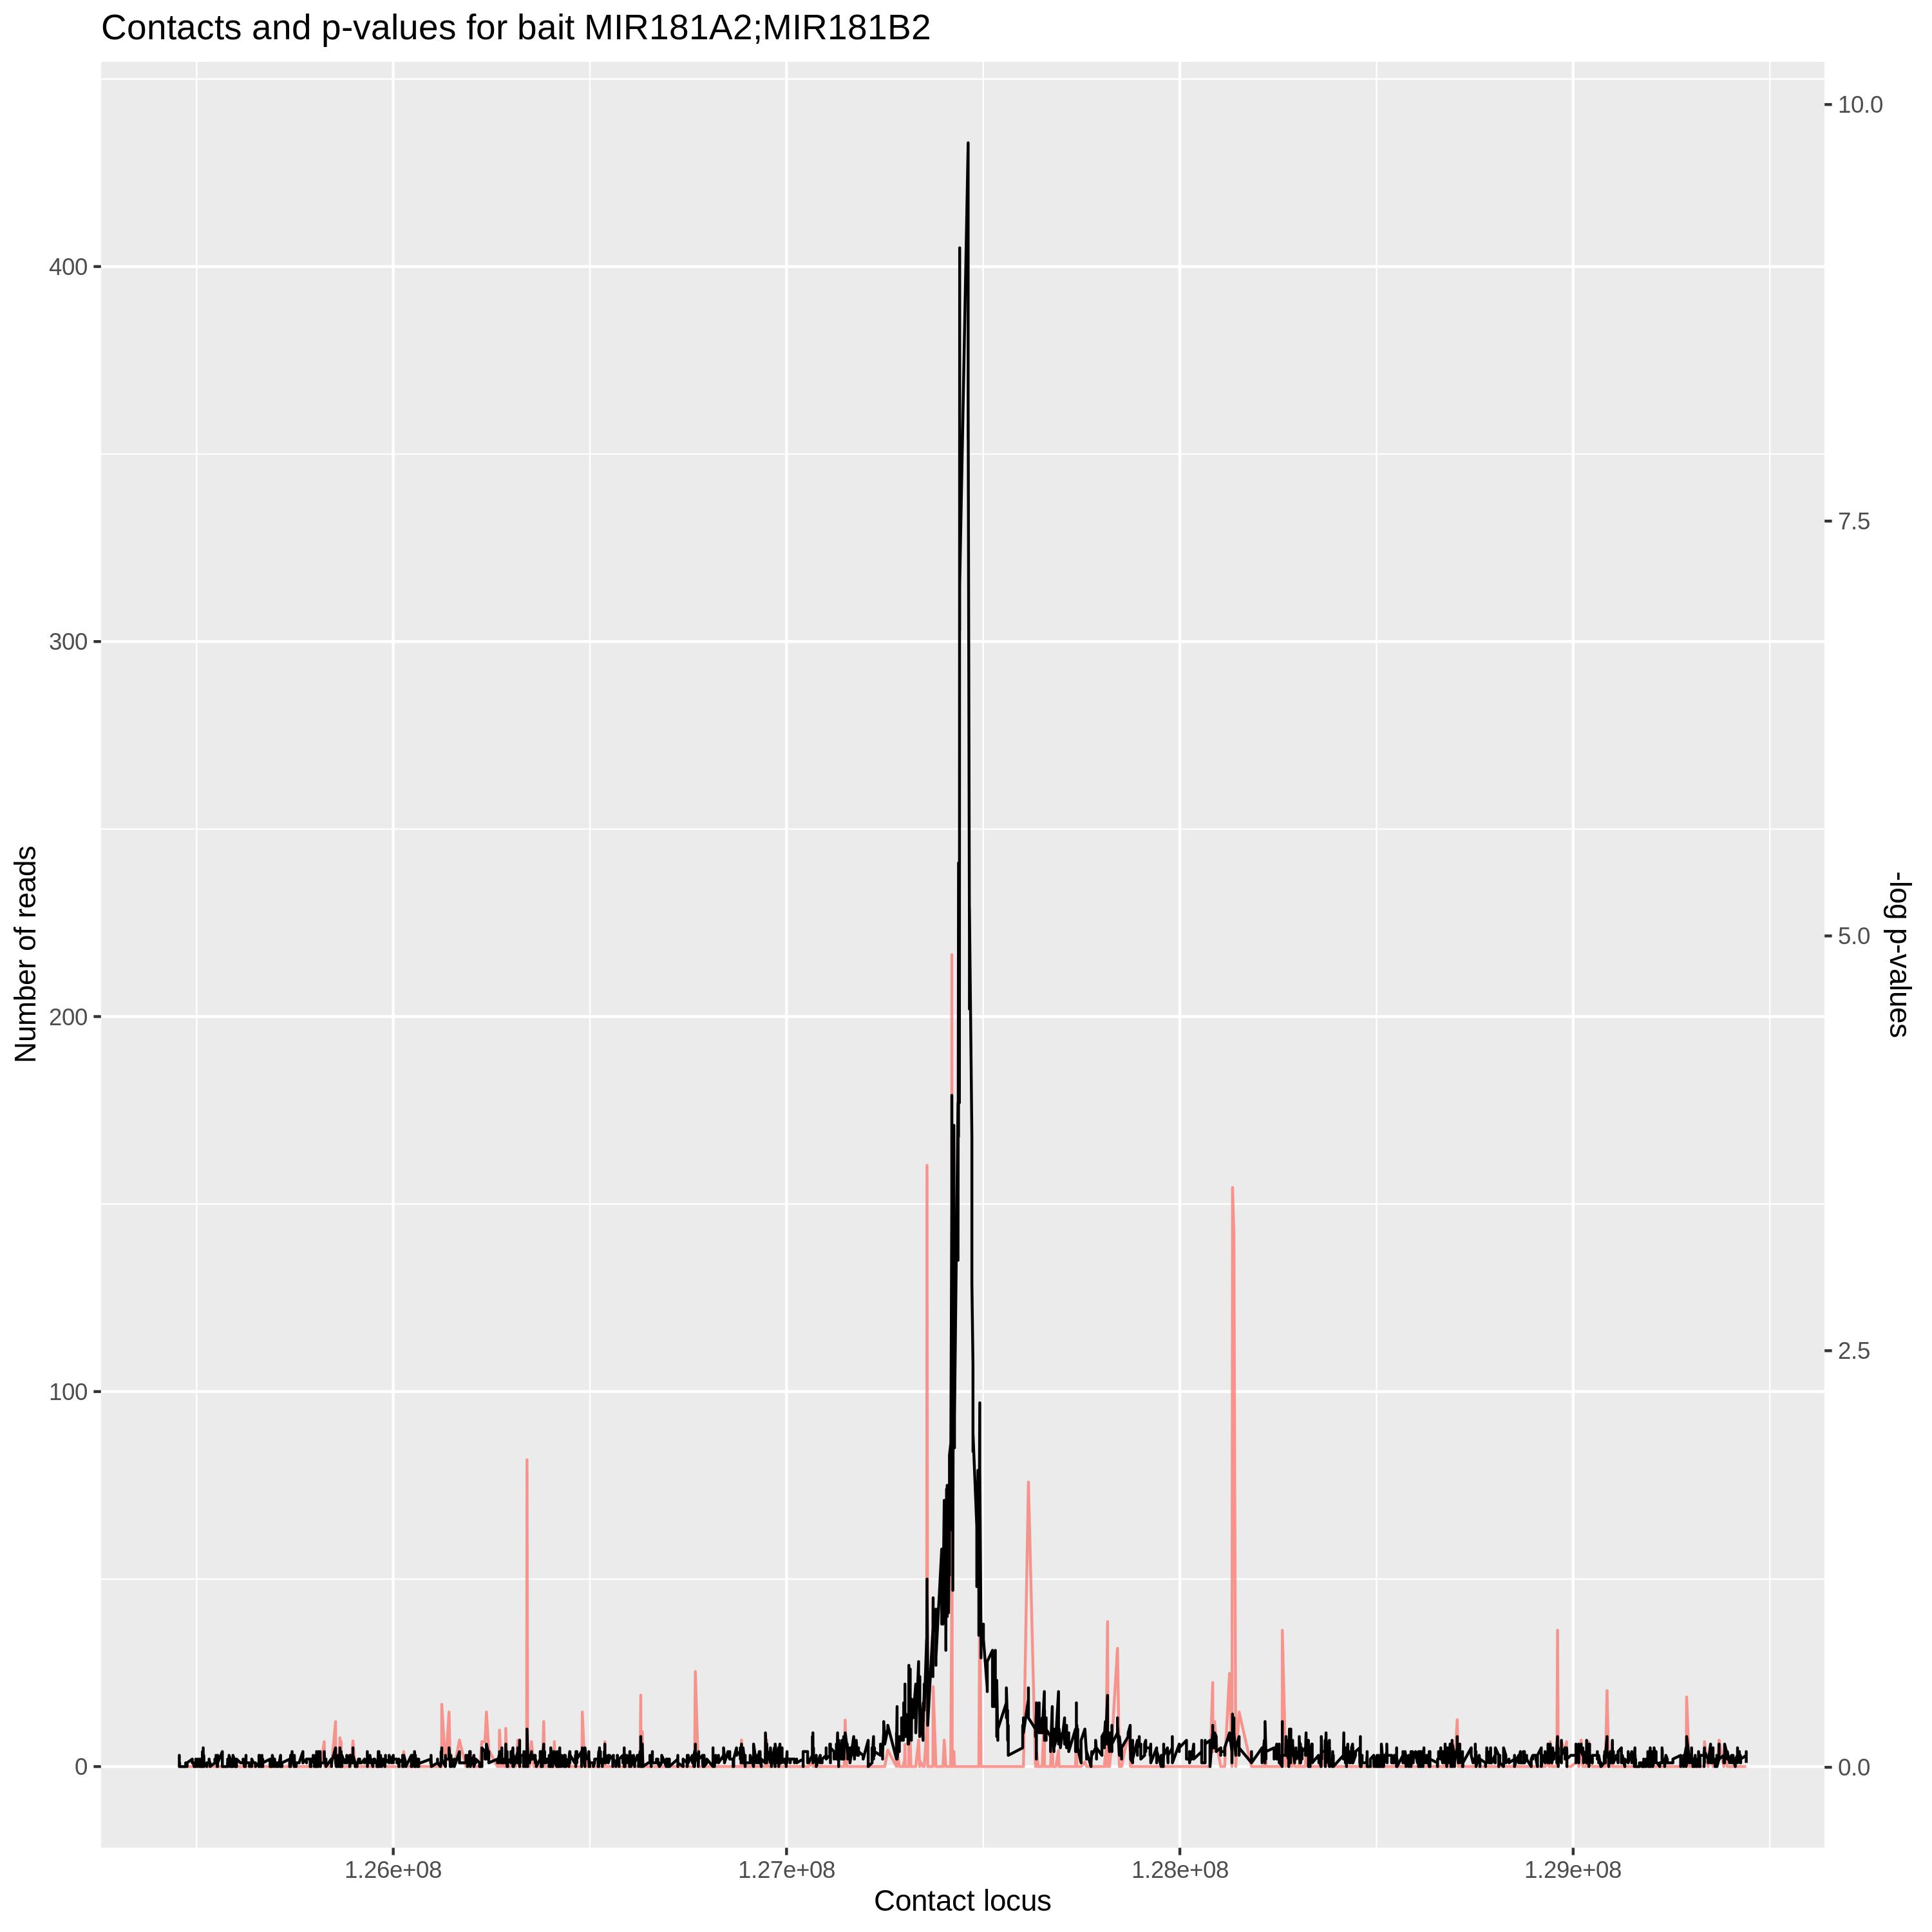 Contacts and p-values for bait MIR181A2;MIR181B2
Number of reads
400
300
200
100
0
10.0
7.5
5.0
2.5
0.0
-log p-values
1.26e+08 1.27e+08 1.28e+08 1.29e+08
Contact locus